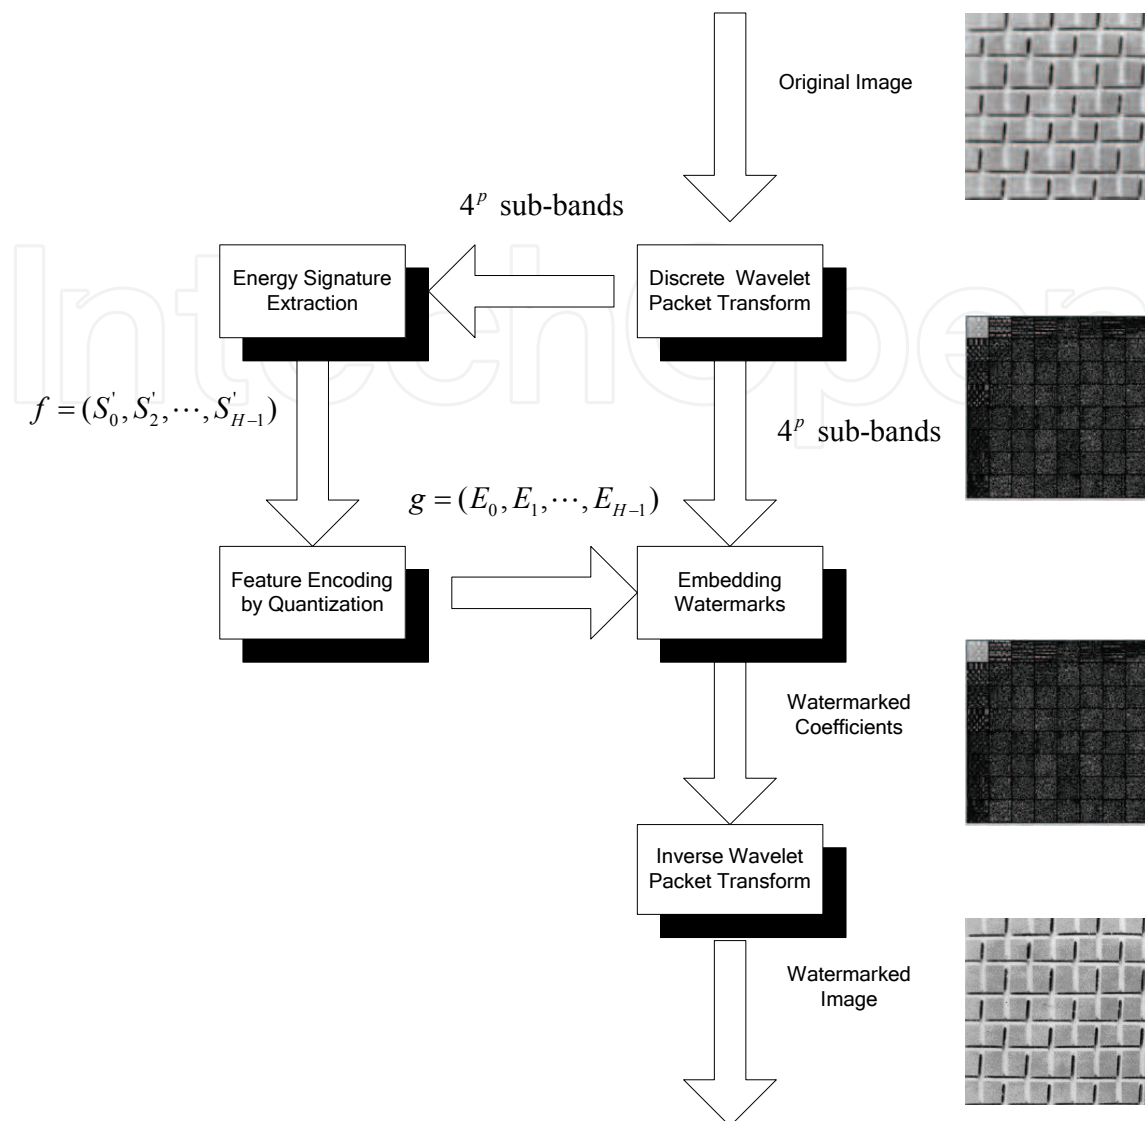 Original Image
4^p sub-bands
Energy Signature
Extraction
Discrete Wavelet
Packet Transform
IntechOpen
f = (S'_0, S'_2, ⋯, S'_{H-1})
4^p sub-bands
g = (E_0, E_1, ⋯, E_{H-1})
Feature Encoding
by Quantization
Embedding
Watermarks
Watermarked
Coefficients
Inverse Wavelet
Packet Transform
Watermarked
Image